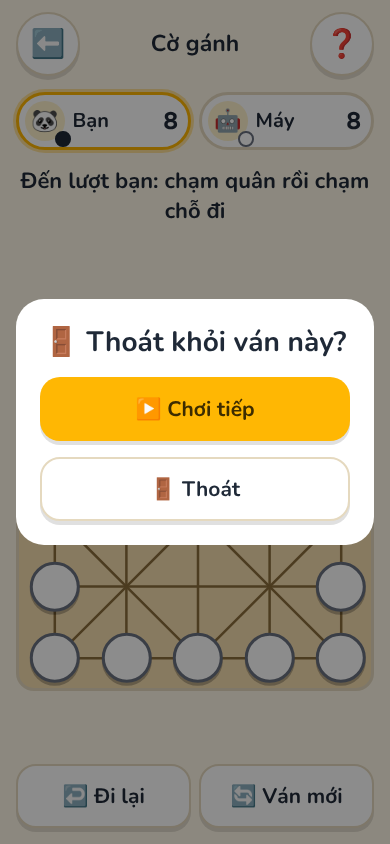 Cờ gánh
Bạn 8
Máy 8
Đến lượt bạn: chạm quân rồi chạm
chỗ đi
Thoát khỏi ván này?
Chơi tiếp
Thoát
Đi lại
Ván mới